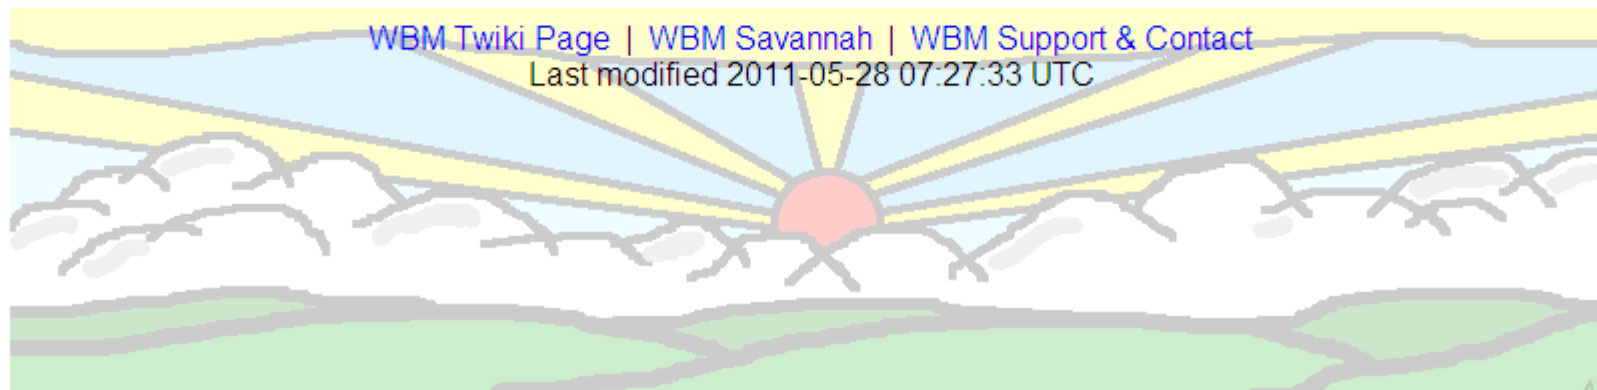 WBM Twiki Page | WBM Savannah | WBM Support & Contact
Last modified 2011-05-28 07:27:33 UTC